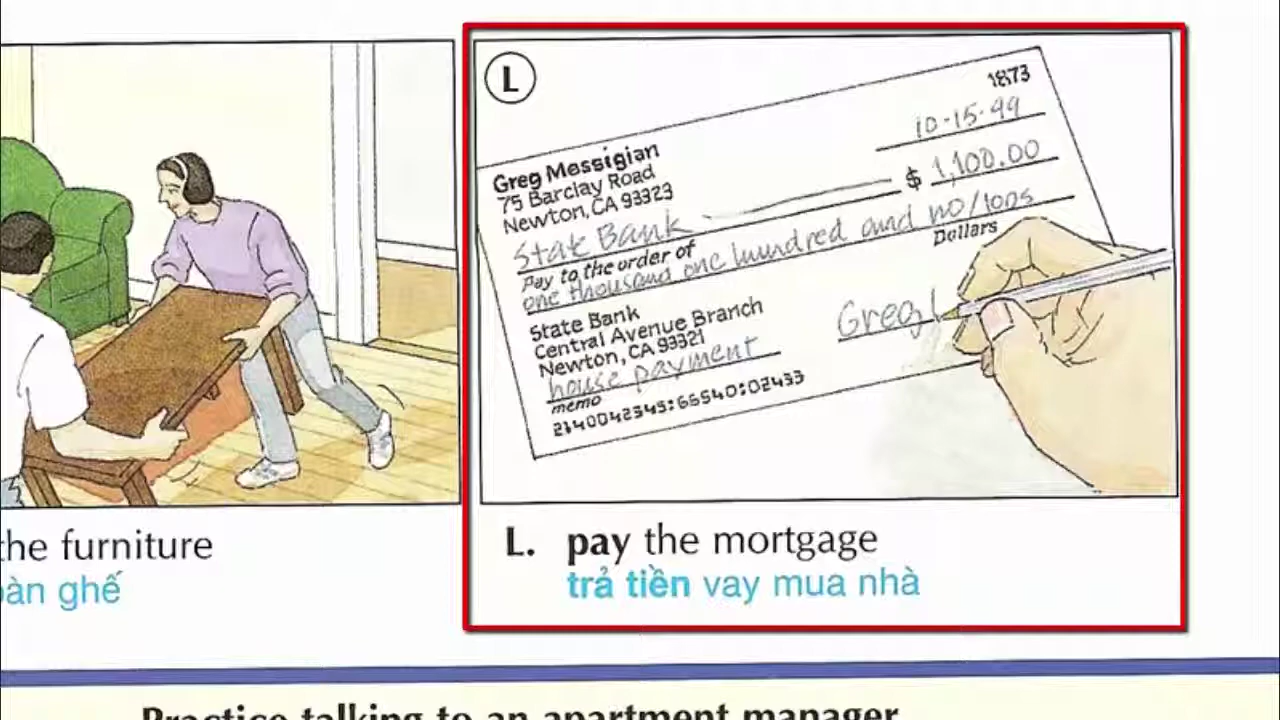 L
1873
10-15-99
Greg Messigian
75 Barclay Road
Newton, CA 93323
$ 1,100.00
State Bank
Pay to the order of
one thousand one hundred and no/100s
Dollars
State Bank
Central Avenue Branch
Newton, CA 93321
house payment
memo
Greg
the furniture
bàn ghế
L. pay the mortgage
trả tiền vay mua nhà
Practice talking to an apartment manager